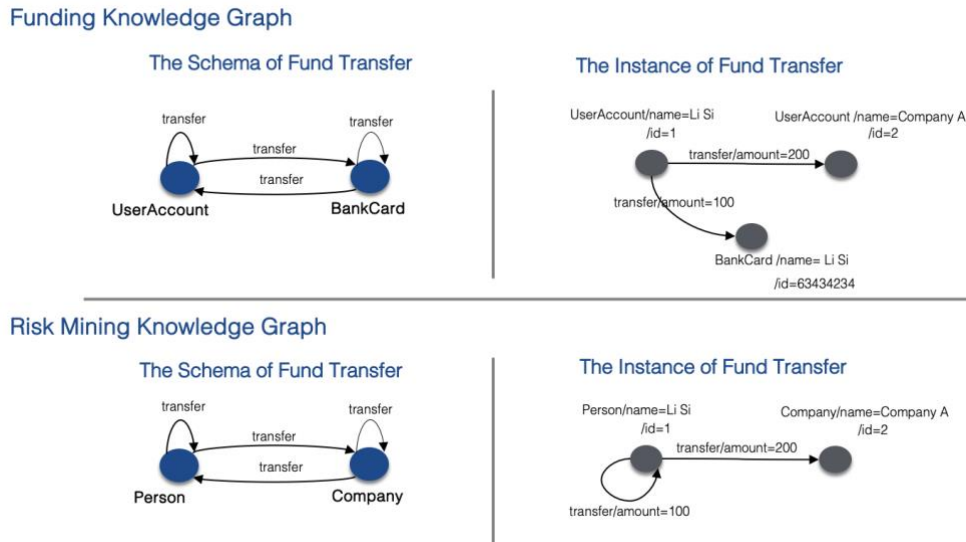 Funding Knowledge Graph
The Schema of Fund Transfer
transfer
transfer
transfer
transfer
UserAccount
BankCard
The Instance of Fund Transfer
UserAccount/name=Li Si
/id=1
UserAccount /name=Company A
/id=2
transfer/amount=200
transfer/amount=100
BankCard /name= Li Si
/id=63434234
Risk Mining Knowledge Graph
The Schema of Fund Transfer
transfer
transfer
transfer
transfer
Person
Company
The Instance of Fund Transfer
Person/name=Li Si
/id=1
Company/name=Company A
/id=2
transfer/amount=200
transfer/amount=100